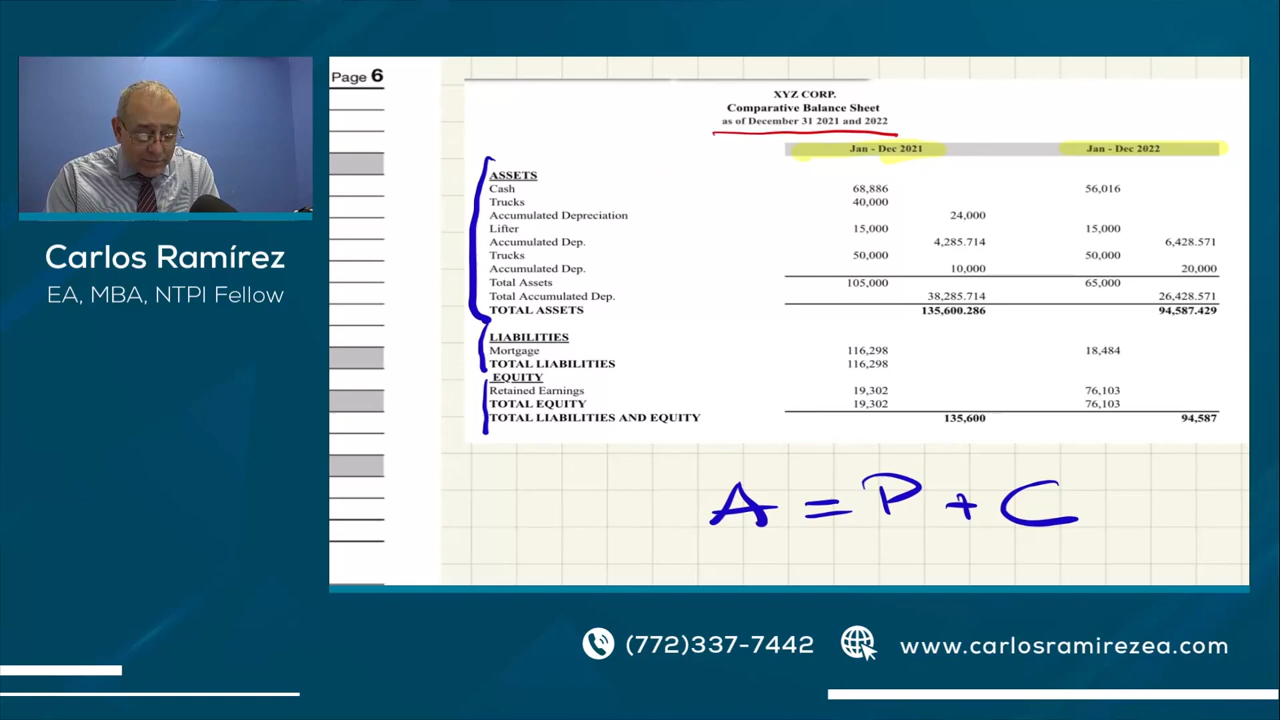 Page 6
XYZ CORP.
Comparative Balance Sheet
as of December 31 2021 and 2022
Jan - Dec 2021 Jan - Dec 2022
ASSETS
Cash 68,886 56,016
Trucks 40,000
Accumulated Depreciation 24,000
Lifter 15,000 15,000
Accumulated Dep. 4,285.714 6,428.571
Trucks 50,000 50,000
Accumulated Dep. 10,000 20,000
Total Assets 105,000 65,000
Total Accumulated Dep. 38,285.714 26,428.571
TOTAL ASSETS 135,600.286 94,587.429
LIABILITIES
Mortgage 116,298 18,484
TOTAL LIABILITIES 116,298
EQUITY
Retained Earnings 19,302 76,103
TOTAL EQUITY 19,302 76,103
TOTAL LIABILITIES AND EQUITY 135,600 94,587
A = P + C
Carlos Ramírez
EA, MBA, NTPI Fellow
(772)337-7442 www.carlosramirezea.com